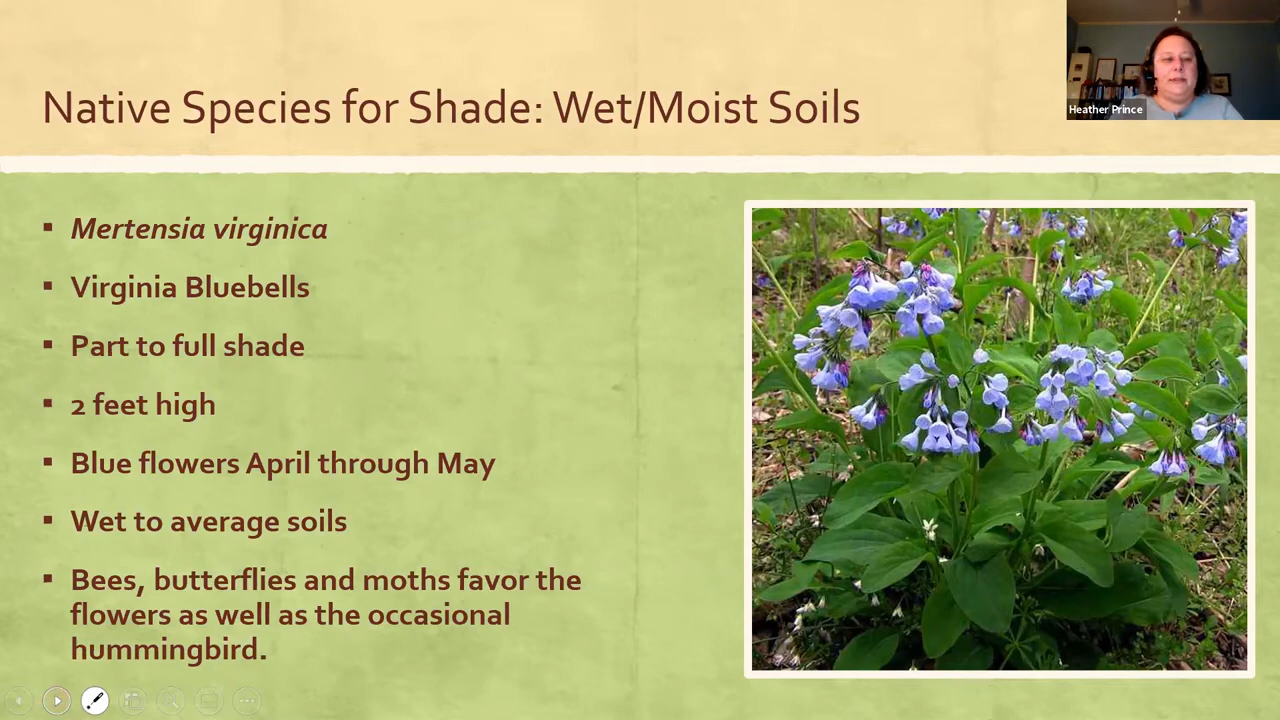 Native Species for Shade: Wet/Moist Soils
Heather Prince
Mertensia virginica
Virginia Bluebells
Part to full shade
2 feet high
Blue flowers April through May
Wet to average soils
Bees, butterflies and moths favor the
flowers as well as the occasional
hummingbird.